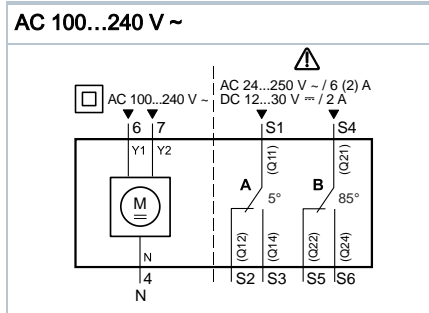 AC 100...240 V ~
AC 24...250 V ~ / 6 (2) A
AC 100...240 V ~
DC 12...30 V ⎓ / 2 A
6 7 S1 S4
Y1 Y2 (Q11) (Q21)
A B
M 5° 85°
N (Q12) (Q14) (Q22) (Q24)
4 S2 S3 S5 S6
N